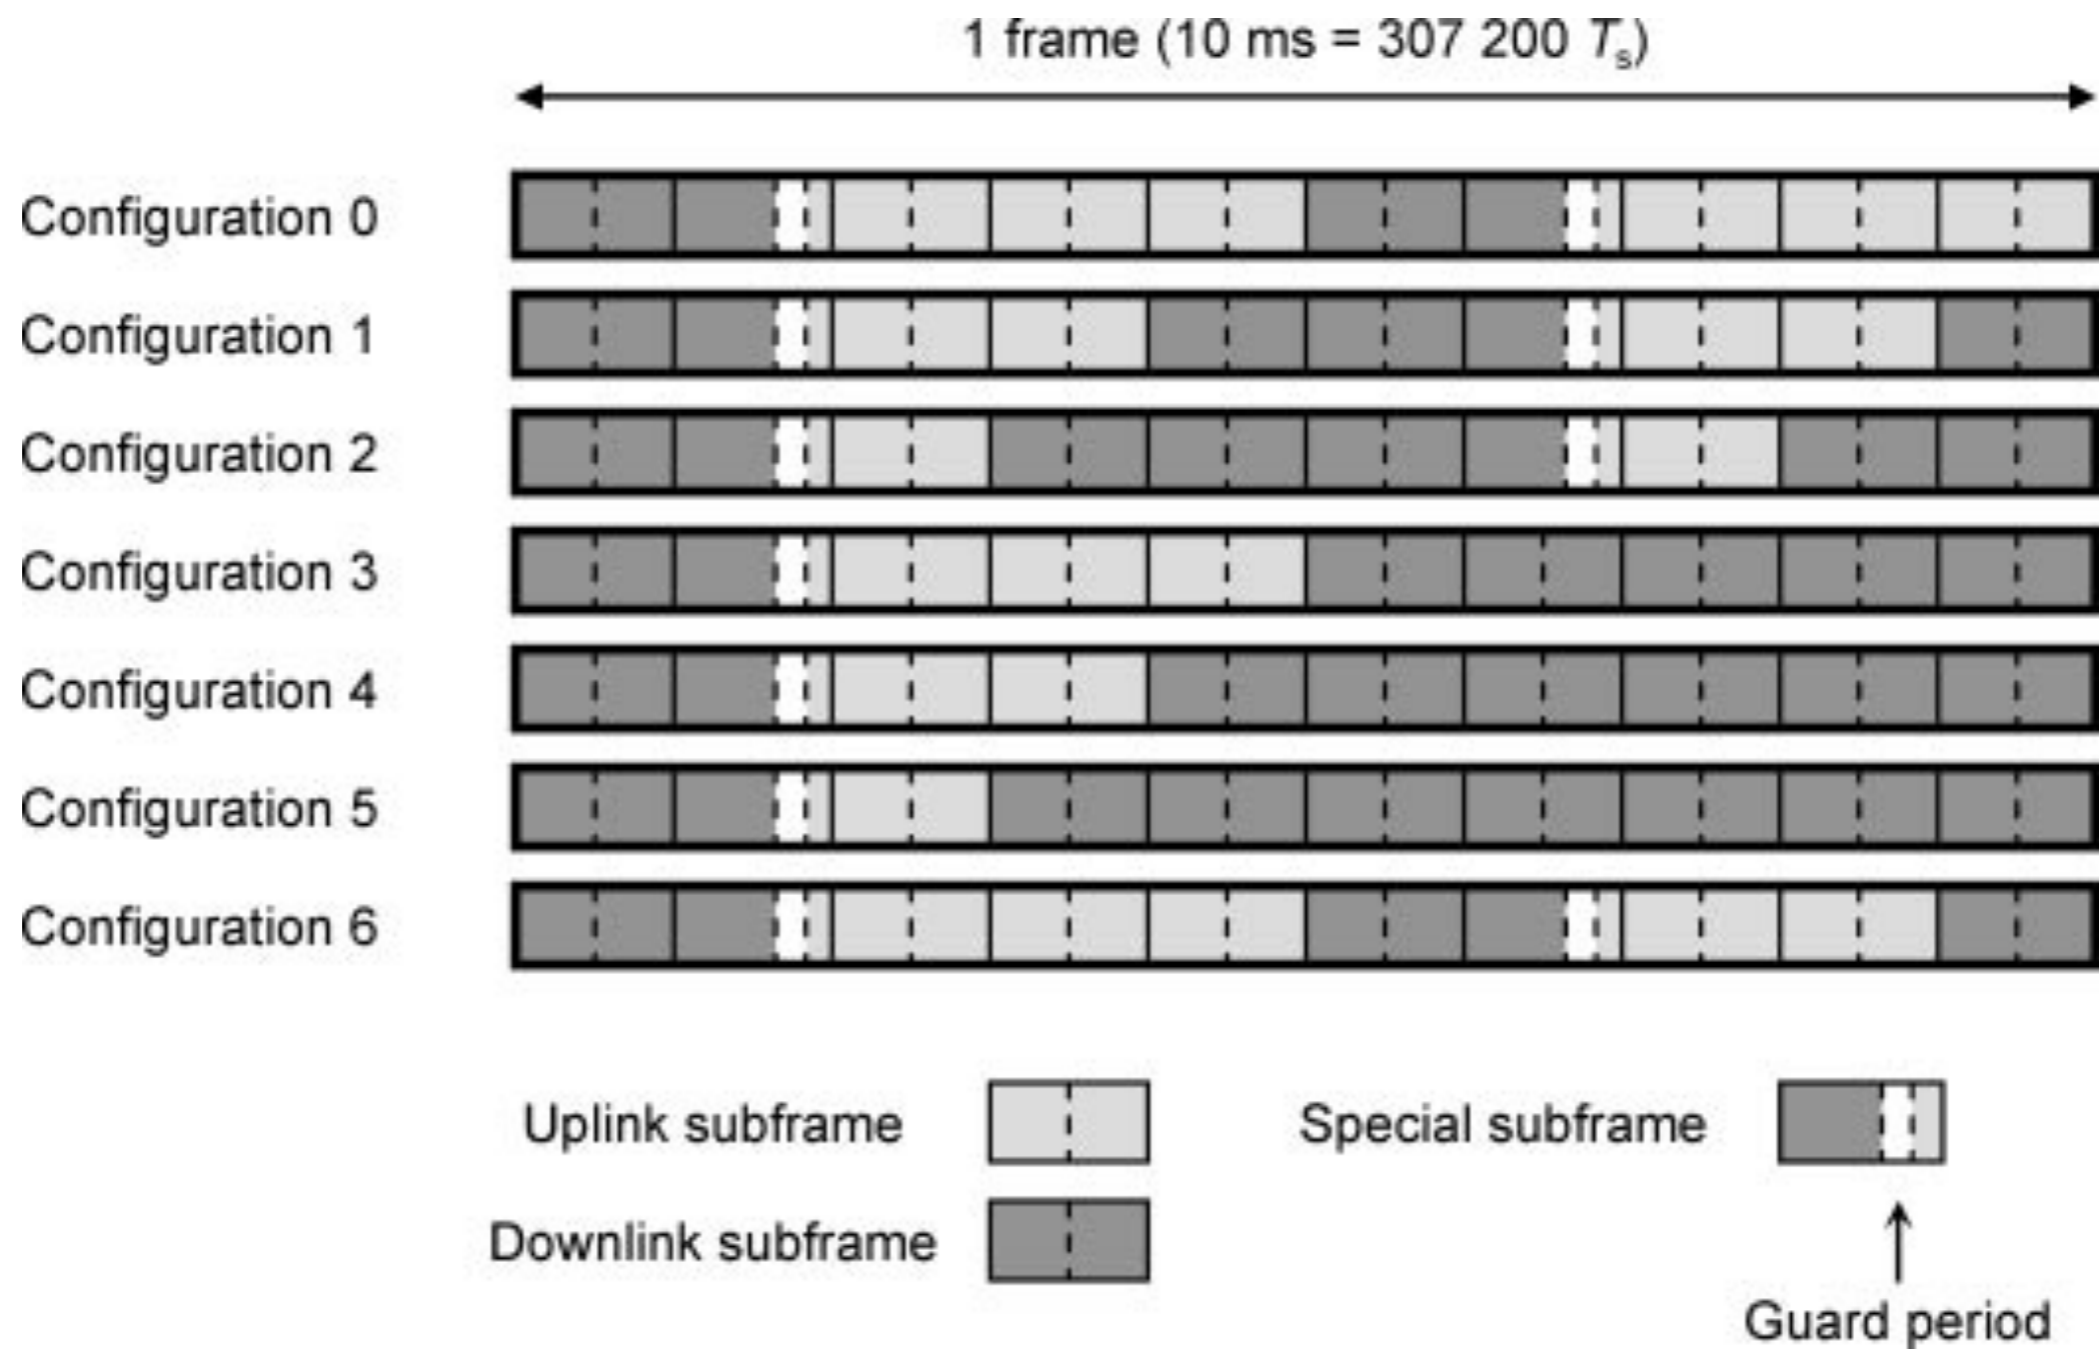 1 frame (10 ms = 307 200 Ts)
Configuration 0
Configuration 1
Configuration 2
Configuration 3
Configuration 4
Configuration 5
Configuration 6
Uplink subframe
Special subframe
Downlink subframe
Guard period